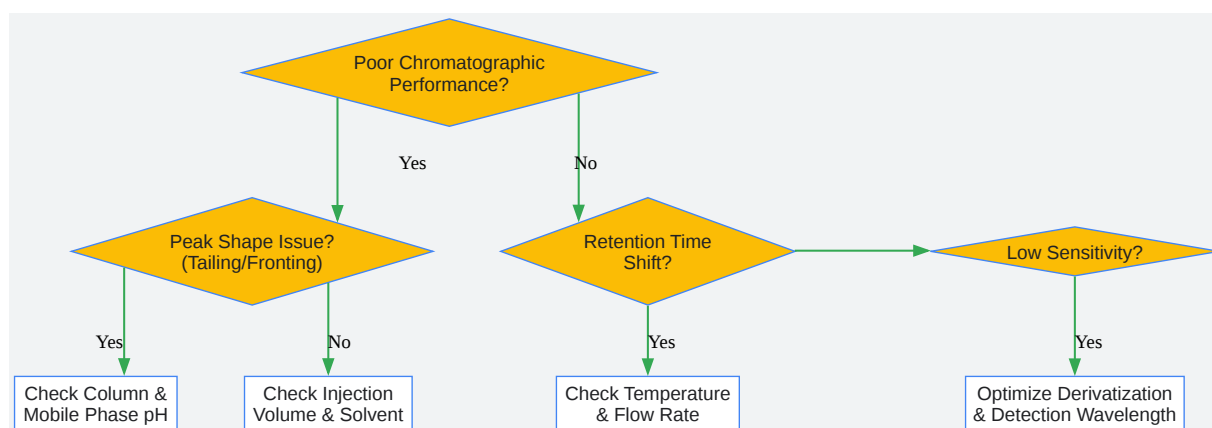 Poor Chromatographic
Performance?
Yes
No
Peak Shape Issue?
(Tailing/Fronting)
Retention Time
Shift?
Low Sensitivity?
Yes
No
Yes
Yes
Check Column &
Mobile Phase pH
Check Injection
Volume & Solvent
Check Temperature
& Flow Rate
Optimize Derivatization
& Detection Wavelength